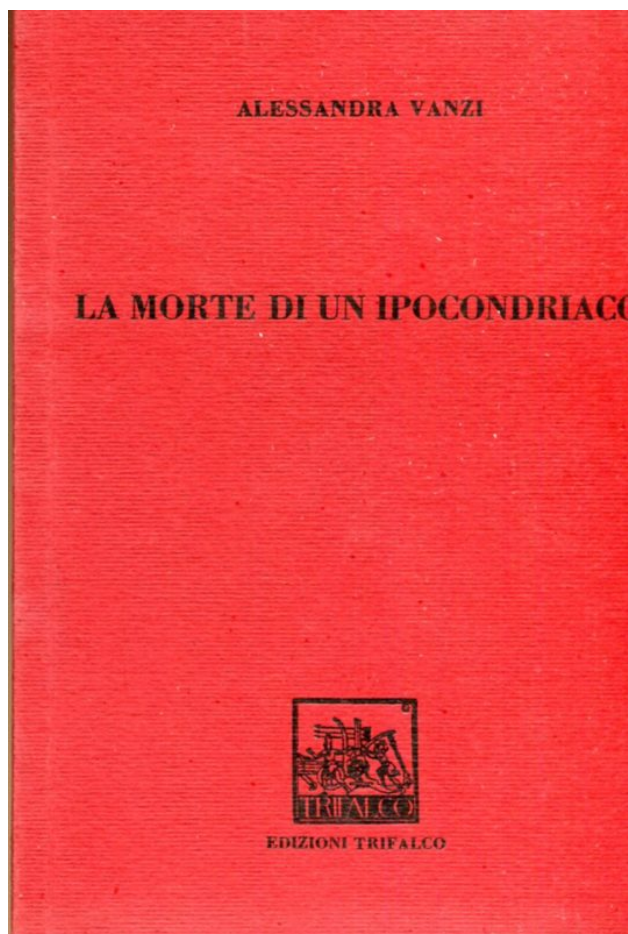 ALESSANDRA VANZI
LA MORTE DI UN IPOCONDRIACO
TRIFALCO
EDIZIONI TRIFALCO